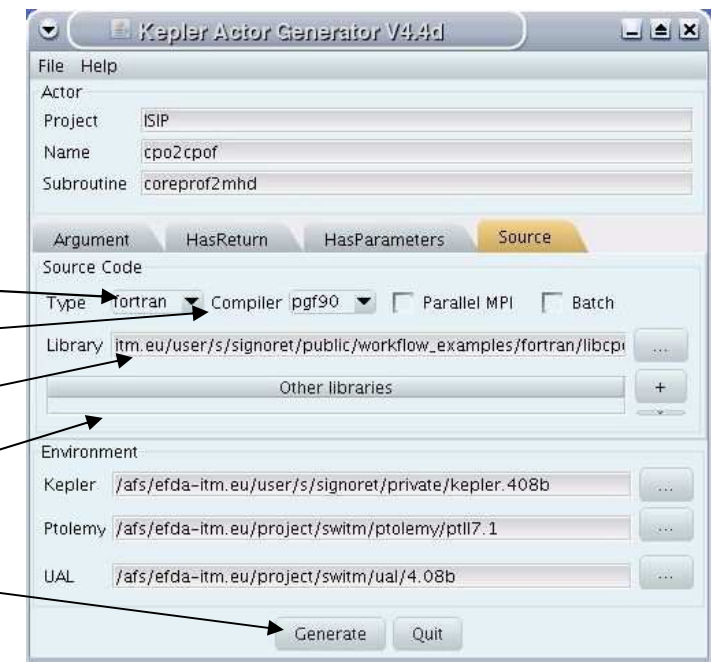 Kepler Actor Generator V4.4d
File Help
Actor
Project ISIP
Name cpo2cpof
Subroutine coreprof2mhd
Argument HasReturn HasParameters Source
Source Code
Type fortran Compiler pgf90 Parallel MPI Batch
Library itm.eu/user/s/signoret/public/workflow_examples/fortran/libcp ...
Other libraries +
Environment
Kepler /afs/efda-itm.eu/user/s/signoret/private/kepler.408b ...
Ptolemy /afs/efda-itm.eu/project/switm/ptolemy/ptII7.1 ...
UAL /afs/efda-itm.eu/project/switm/ual/4.08b ...
Generate Quit